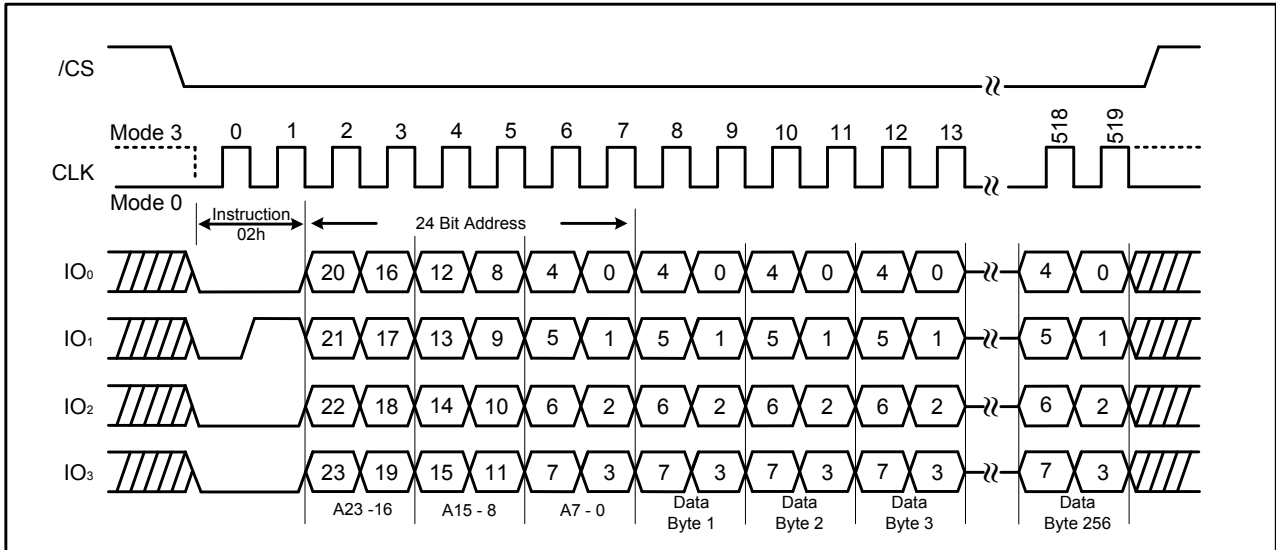 /CS
Mode 3 0 1 2 3 4 5 6 7 8 9 10 11 12 13 518 519
CLK
Mode 0
Instruction
02h
24 Bit Address
IO₀ 20 16 12 8 4 0 4 0 4 0 4 0 4 0
IO₁ 21 17 13 9 5 1 5 1 5 1 5 1 5 1
IO₂ 22 18 14 10 6 2 6 2 6 2 6 2 6 2
IO₃ 23 19 15 11 7 3 7 3 7 3 7 3 7 3
A23 -16 A15 - 8 A7 - 0 Data Data Data Data
Byte 1 Byte 2 Byte 3 Byte 256